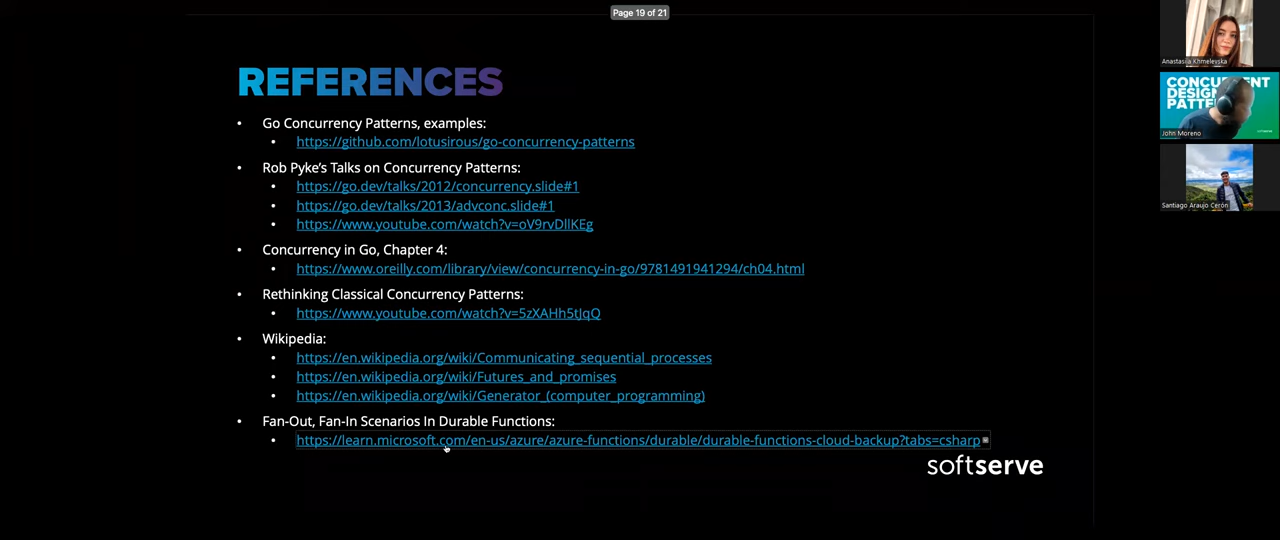 Page 19 of 21
REFERENCES
• Go Concurrency Patterns, examples:
• https://github.com/lotusirous/go-concurrency-patterns
• Rob Pyke's Talks on Concurrency Patterns:
• https://go.dev/talks/2012/concurrency.slide#1
• https://go.dev/talks/2013/advconc.slide#1
• https://www.youtube.com/watch?v=oV9rvDllKEg
• Concurrency in Go, Chapter 4:
• https://www.oreilly.com/library/view/concurrency-in-go/9781491941294/ch04.html
• Rethinking Classical Concurrency Patterns:
• https://www.youtube.com/watch?v=5zXAHh5tJqQ
• Wikipedia:
• https://en.wikipedia.org/wiki/Communicating_sequential_processes
• https://en.wikipedia.org/wiki/Futures_and_promises
• https://en.wikipedia.org/wiki/Generator_(computer_programming)
• Fan-Out, Fan-In Scenarios In Durable Functions:
• https://learn.microsoft.com/en-us/azure/azure-functions/durable/durable-functions-cloud-backup?tabs=csharp
softserve
Anastasiia Khmelevska
John Moreno
Santiago Araujo Cerón